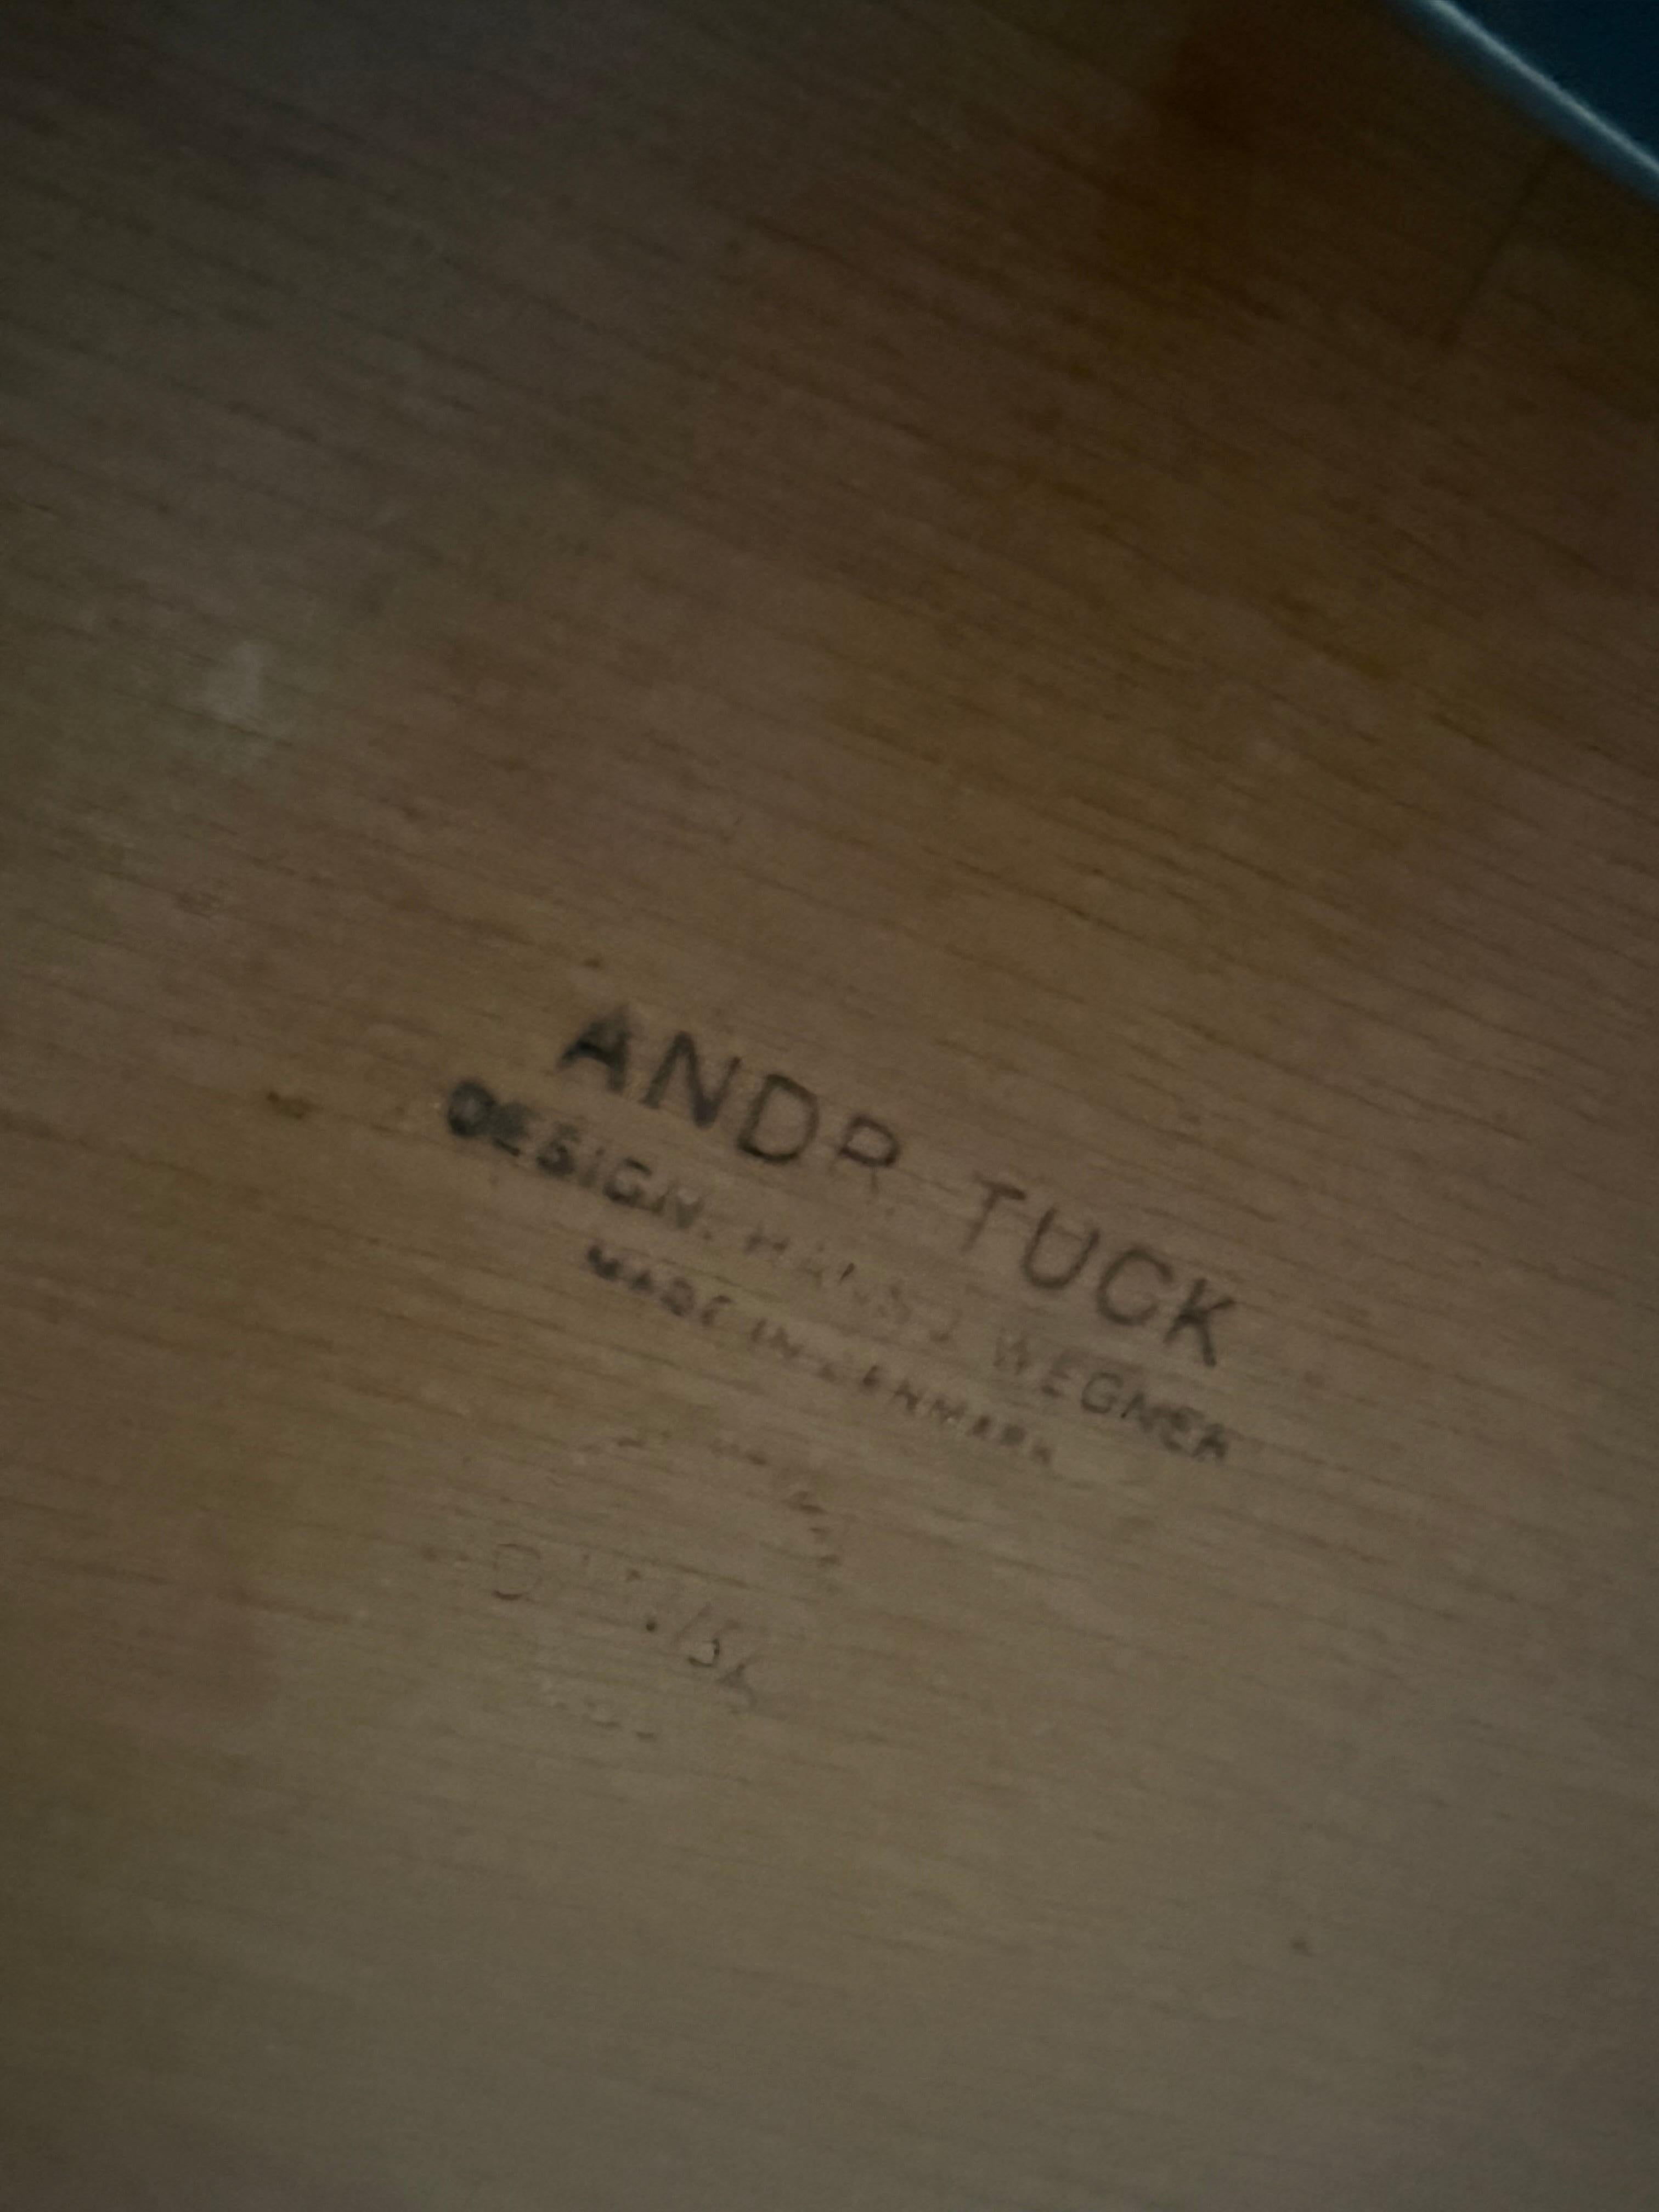 ANDR. TUCK
DESIGN. HANS J. WEGNER
MADE IN DENMARK